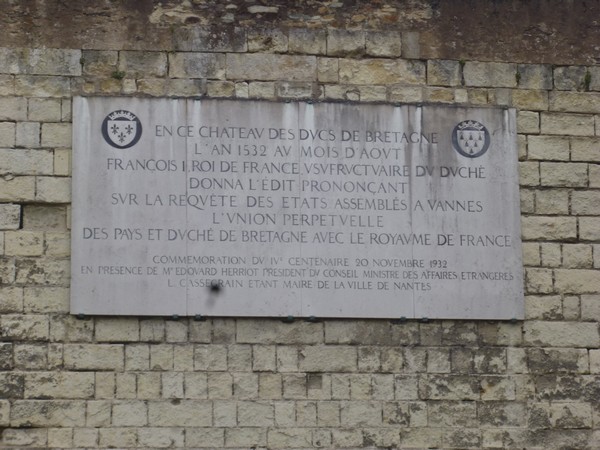 EN CE CHATEAV DES DVCS DE BRETAGNE
L'AN 1532 AV MOIS D'AOVT
FRANCOIS I. ROI DE FRANCE VSVFRVCTVAIRE DV DVCHÉ
DONNA L'ÉDIT PRONONÇANT
SVR LA REQVÊTE DES ETATS ASSEMBLÉS A VANNES
L'VNION PERPETVELLE
DES PAYS ET DVCHÉ DE BRETAGNE AVEC LE ROYAVME DE FRANCE
COMMEMORATION DV IVᵉ CENTENAIRE 20 NOVEMBRE 1932
EN PRESENCE DE Mʳ EDOVARD HERRIOT PRESIDENT DV CONSEIL MINISTRE DES AFFAIRES ETRANGERES
L. CASSEGRAIN ETANT MAIRE DE LA VILLE DE NANTES